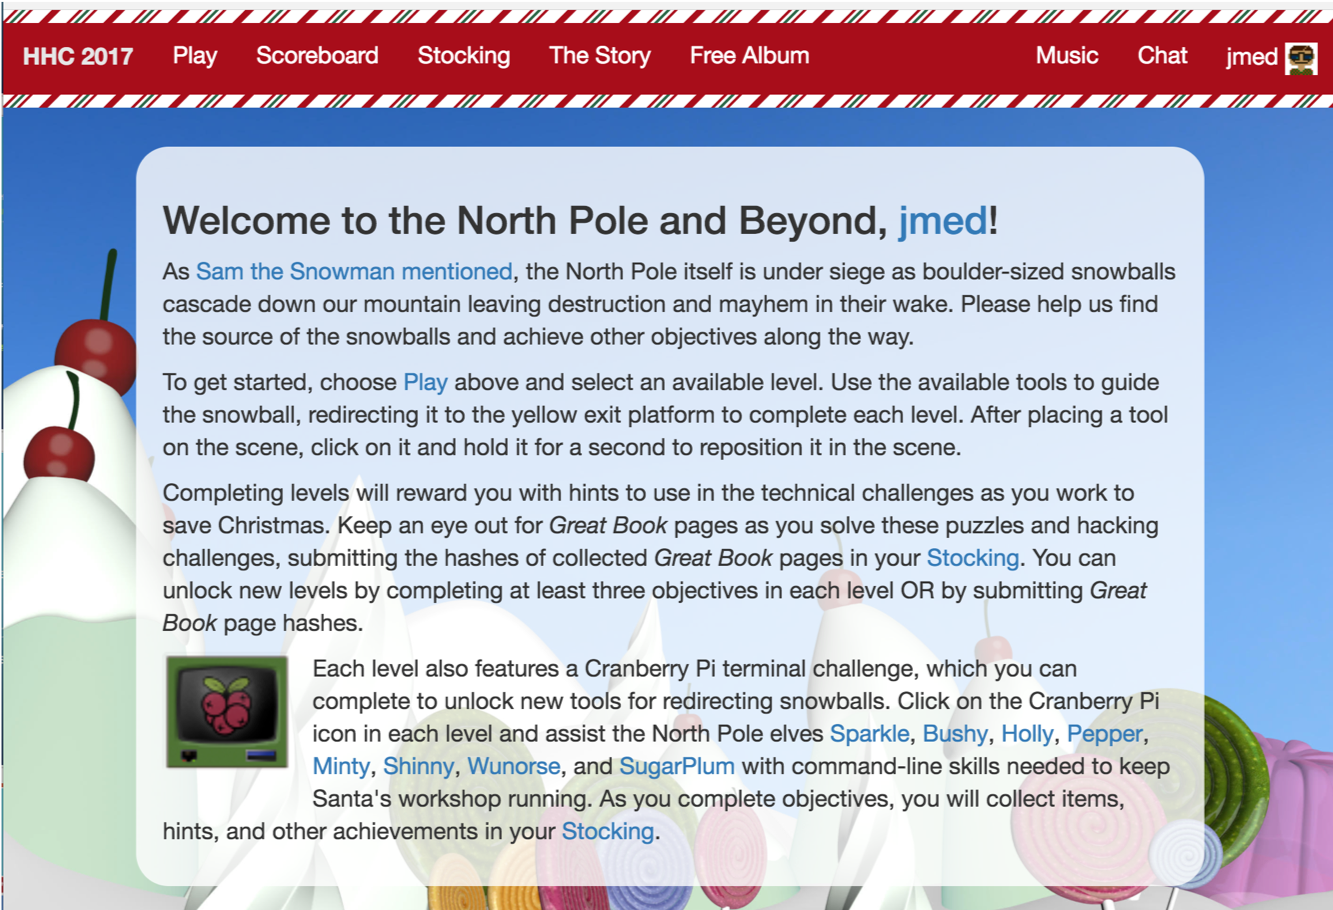 HHC 2017 Play Scoreboard Stocking The Story Free Album Music Chat jmed
Welcome to the North Pole and Beyond, jmed!
As Sam the Snowman mentioned, the North Pole itself is under siege as boulder-sized snowballs
cascade down our mountain leaving destruction and mayhem in their wake. Please help us find
the source of the snowballs and achieve other objectives along the way.
To get started, choose Play above and select an available level. Use the available tools to guide
the snowball, redirecting it to the yellow exit platform to complete each level. After placing a tool
on the scene, click on it and hold it for a second to reposition it in the scene.
Completing levels will reward you with hints to use in the technical challenges as you work to
save Christmas. Keep an eye out for Great Book pages as you solve these puzzles and hacking
challenges, submitting the hashes of collected Great Book pages in your Stocking. You can
unlock new levels by completing at least three objectives in each level OR by submitting Great
Book page hashes.
Each level also features a Cranberry Pi terminal challenge, which you can
complete to unlock new tools for redirecting snowballs. Click on the Cranberry Pi
icon in each level and assist the North Pole elves Sparkle, Bushy, Holly, Pepper,
Minty, Shinny, Wunorse, and SugarPlum with command-line skills needed to keep
Santa's workshop running. As you complete objectives, you will collect items,
hints, and other achievements in your Stocking.